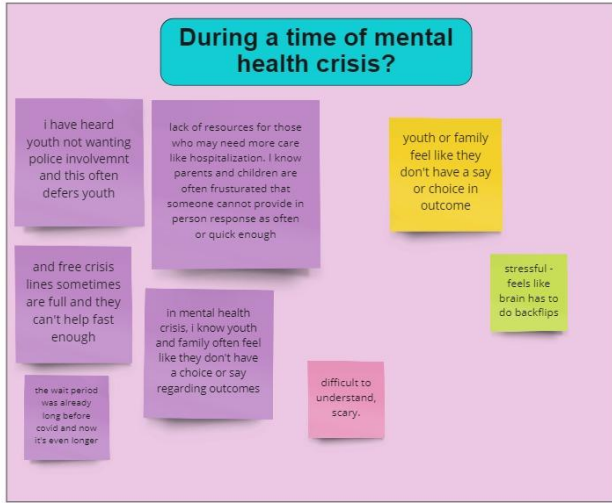 During a time of mental
health crisis?
i have heard
youth not wanting
police involvemnt
and this often
defers youth
lack of resources for those
who may need more care
like hospitalization. I know
parents and children are
often frusturated that
someone cannot provide in
person response as often
or quick enough
youth or family
feel like they
don't have a say
or choice in
outcome
and free crisis
lines sometimes
are full and they
can't help fast
enough
in mental health
crisis, i know youth
and family often feel
like they don't have
a choice or say
regarding outcomes
stressful -
feels like
brain has to
do backflips
the wait period
was already
long before
covid and now
it's even longer
difficult to
understand,
scary.